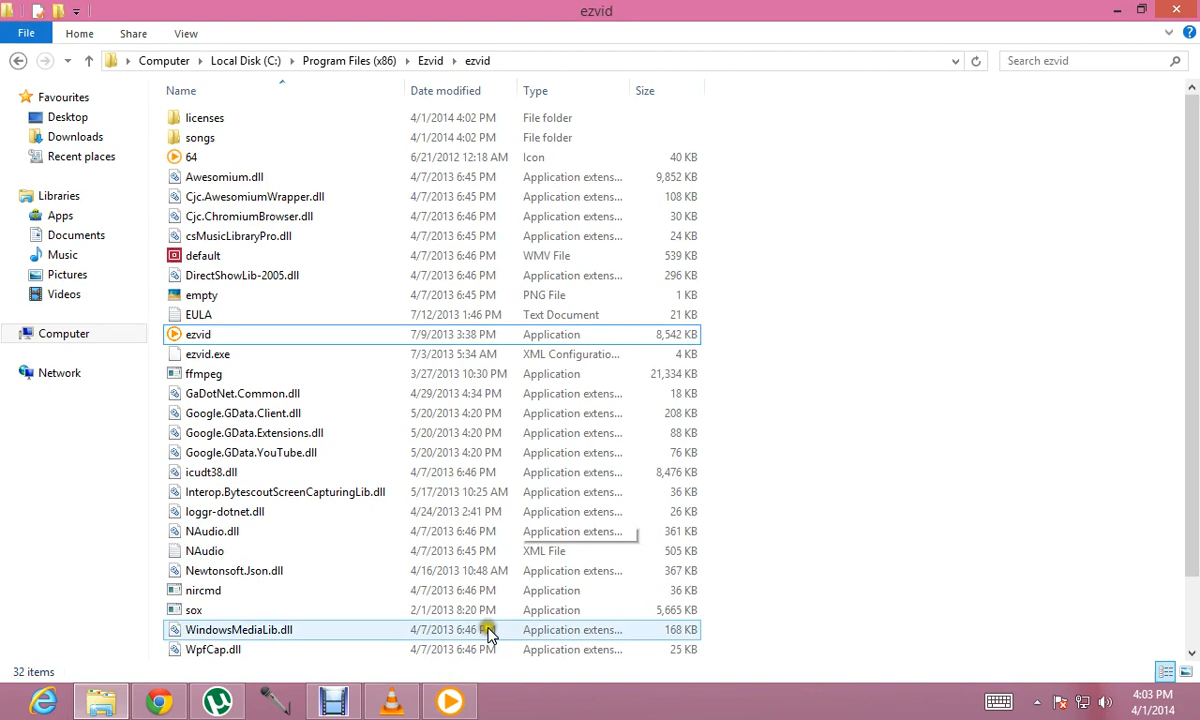 ezvid
File Home Share View
Computer Local Disk (C:) Program Files (x86) Ezvid ezvid Search ezvid
Name Date modified Type Size
Favourites
Desktop
Downloads
Recent places
Libraries
Apps
Documents
Music
Pictures
Videos
Computer
Network
licenses 4/1/2014 4:02 PM File folder
songs 4/1/2014 4:02 PM File folder
64 6/21/2012 12:18 AM Icon 40 KB
Awesomium.dll 4/7/2013 6:45 PM Application extens... 9,852 KB
Cjc.AwesomiumWrapper.dll 4/7/2013 6:45 PM Application extens... 108 KB
Cjc.ChromiumBrowser.dll 4/7/2013 6:46 PM Application extens... 30 KB
csMusicLibraryPro.dll 4/7/2013 6:45 PM Application extens... 24 KB
default 4/7/2013 6:46 PM WMV File 539 KB
DirectShowLib-2005.dll 4/7/2013 6:46 PM Application extens... 296 KB
empty 4/7/2013 6:45 PM PNG File 1 KB
EULA 7/12/2013 1:46 PM Text Document 21 KB
ezvid 7/9/2013 3:38 PM Application 8,542 KB
ezvid.exe 7/3/2013 5:34 AM XML Configuratio... 4 KB
ffmpeg 3/27/2013 10:30 PM Application 21,334 KB
GaDotNet.Common.dll 4/29/2013 4:34 PM Application extens... 18 KB
Google.GData.Client.dll 5/20/2013 4:20 PM Application extens... 208 KB
Google.GData.Extensions.dll 5/20/2013 4:20 PM Application extens... 88 KB
Google.GData.YouTube.dll 5/20/2013 4:20 PM Application extens... 76 KB
icudt38.dll 4/7/2013 6:46 PM Application extens... 8,476 KB
Interop.BytescoutScreenCapturingLib.dll 5/17/2013 10:25 AM Application extens... 36 KB
loggr-dotnet.dll 4/24/2013 2:41 PM Application extens... 26 KB
NAudio.dll 4/7/2013 6:46 PM Application extens... 361 KB
NAudio 4/7/2013 6:45 PM XML File 505 KB
Newtonsoft.Json.dll 4/16/2013 10:48 AM Application extens... 367 KB
nircmd 4/7/2013 6:46 PM Application 36 KB
sox 2/1/2013 8:20 PM Application 5,665 KB
WindowsMediaLib.dll 4/7/2013 6:46 Application extens... 168 KB
WpfCap.dll 4/7/2013 6:46 PM Application extens... 25 KB
32 items
4:03 PM
4/1/2014